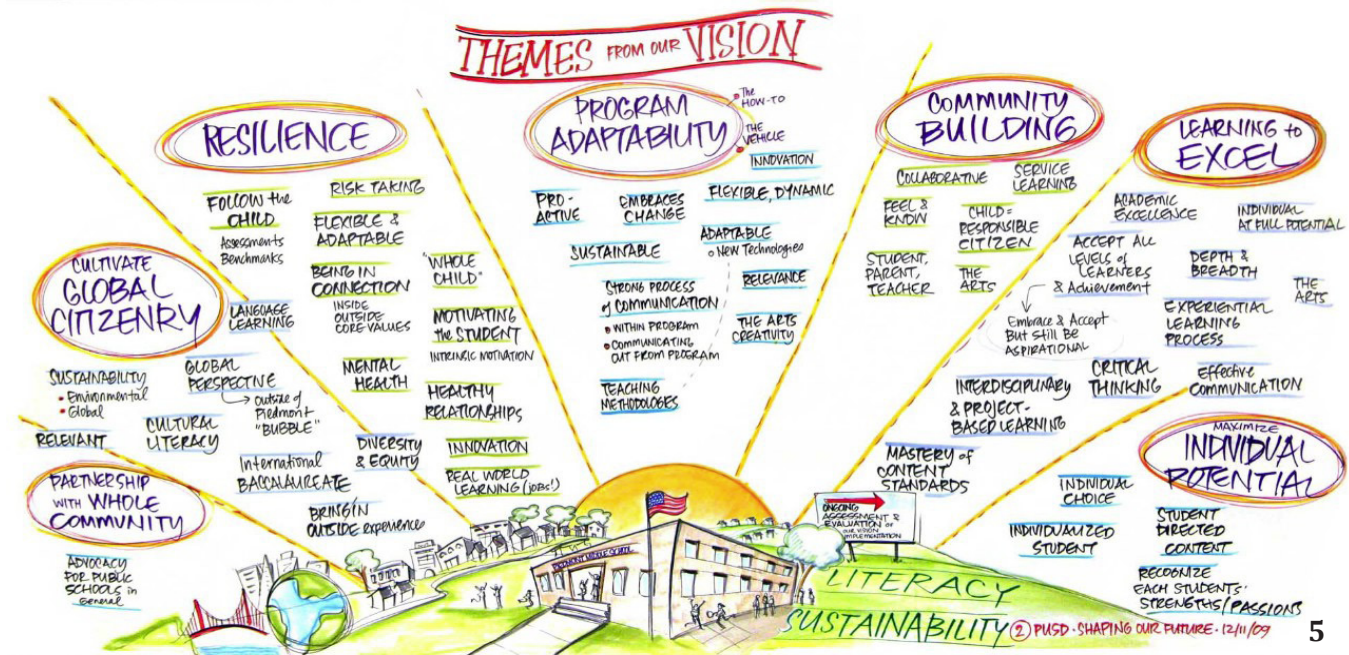 THEMES FROM OUR VISION
CULTIVATE
GLOBAL
CITIZENRY
SUSTAINABILITY
• Environmental
• Global
GLOBAL
PERSPECTIVE
→ outside of
Piedmont
"BUBBLE"
LANGUAGE
LEARNING
RELEVANT
CULTURAL
LITERACY
International
BACCALAUREATE
DIVERSITY
& EQUITY
BRING IN
OUTSIDE experiences
PARTNERSHIP
WITH WHOLE
COMMUNITY
ADVOCACY
FOR PUBLIC
SCHOOLS in
general
RESILIENCE
FOLLOW the
CHILD
Assessments
Benchmarks
RISK TAKING
FLEXIBLE &
ADAPTABLE
BEING IN
CONNECTION
INSIDE
OUTSIDE
CORE VALUES
MENTAL
HEALTH
"WHOLE
CHILD"
MOTIVATING
the STUDENT
INTRINSIC MOTIVATION
HEALTHY
RELATIONSHIPS
INNOVATION
REAL WORLD
LEARNING (jobs!)
PROGRAM
ADAPTABILITY
• The
HOW-TO
THE
VEHICLE
INNOVATION
PRO-
ACTIVE
EMBRACES
CHANGE
FLEXIBLE, DYNAMIC
SUSTAINABLE
ADAPTABLE
o New Technologies
STRONG PROCESS
of COMMUNICATION
• WITHIN PROGRAM
• COMMUNICATING
OUT FROM PROGRAM
RELEVANCE
THE ARTS
CREATIVITY
TEACHING
METHODOLOGIES
COMMUNITY
BUILDING
COLLABORATIVE
SERVICE
LEARNING
FEEL &
KNOW
CHILD =
RESPONSIBLE
CITIZEN
STUDENT,
PARENT,
TEACHER
THE
ARTS
LEARNING to
EXCEL
ACADEMIC
EXCELLENCE
INDIVIDUAL
AT FULL POTENTIAL
ACCEPT ALL
LEVELS of
LEARNERS
& Achievement
Embrace & Accept
But Still Be
ASPIRATIONAL
DEPTH &
BREADTH
THE
ARTS
EXPERIENTIAL
LEARNING
PROCESS
CRITICAL
THINKING
Effective
COMMUNICATION
INTERDISCIPLINARY
& PROJECT-
BASED LEARNING
MASTERY of
CONTENT
STANDARDS
MAXIMIZE
INDIVIDUAL
POTENTIAL
INDIVIDUAL
CHOICE
INDIVIDUALIZED
STUDENT
STUDENT
DIRECTED
CONTENT
RECOGNIZE
EACH STUDENTS'
STRENGTHS/PASSIONS
ONGOING
ASSESSMENT &
EVALUATION of
OUR VISION
IMPLEMENTATION
LITERACY
SUSTAINABILITY
② PUSD · SHAPING OUR FUTURE · 12/11/09
5